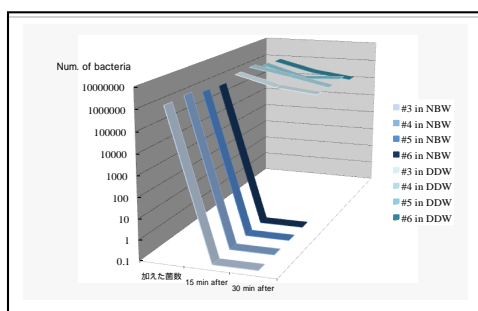 Num. of bacteria
10000000
1000000
100000
10000
1000
100
10
1
0.1
加えた菌数
15 min after
30 min after
#3 in NBW
#4 in NBW
#5 in NBW
#6 in NBW
#3 in DDW
#4 in DDW
#5 in DDW
#6 in DDW